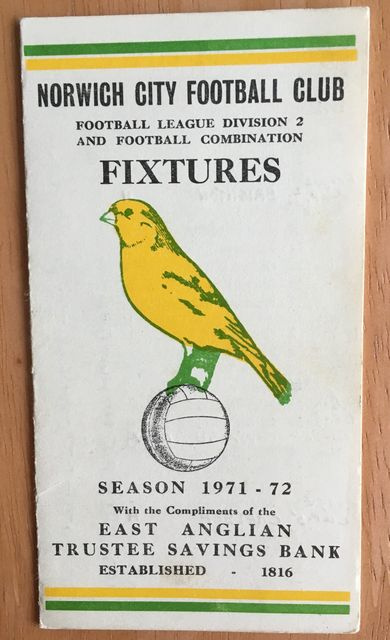 NORWICH CITY FOOTBALL CLUB
FOOTBALL LEAGUE DIVISION 2
AND FOOTBALL COMBINATION
FIXTURES
SEASON 1971 - 72
With the Compliments of the
EAST ANGLIAN
TRUSTEE SAVINGS BANK
ESTABLISHED - 1816